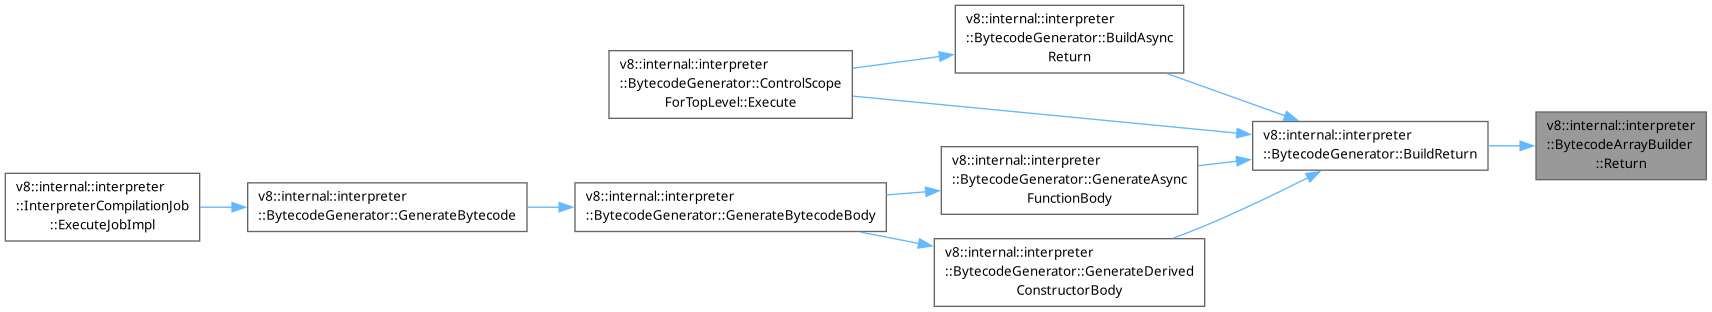 v8::internal::interpreter
::InterpreterCompilationJob
::ExecuteJobImpl
v8::internal::interpreter
::BytecodeGenerator::GenerateBytecode
v8::internal::interpreter
::BytecodeGenerator::GenerateBytecodeBody
v8::internal::interpreter
::BytecodeGenerator::ControlScope
ForTopLevel::Execute
v8::internal::interpreter
::BytecodeGenerator::BuildAsync
Return
v8::internal::interpreter
::BytecodeGenerator::GenerateAsync
FunctionBody
v8::internal::interpreter
::BytecodeGenerator::GenerateDerived
ConstructorBody
v8::internal::interpreter
::BytecodeGenerator::BuildReturn
v8::internal::interpreter
::BytecodeArrayBuilder
::Return